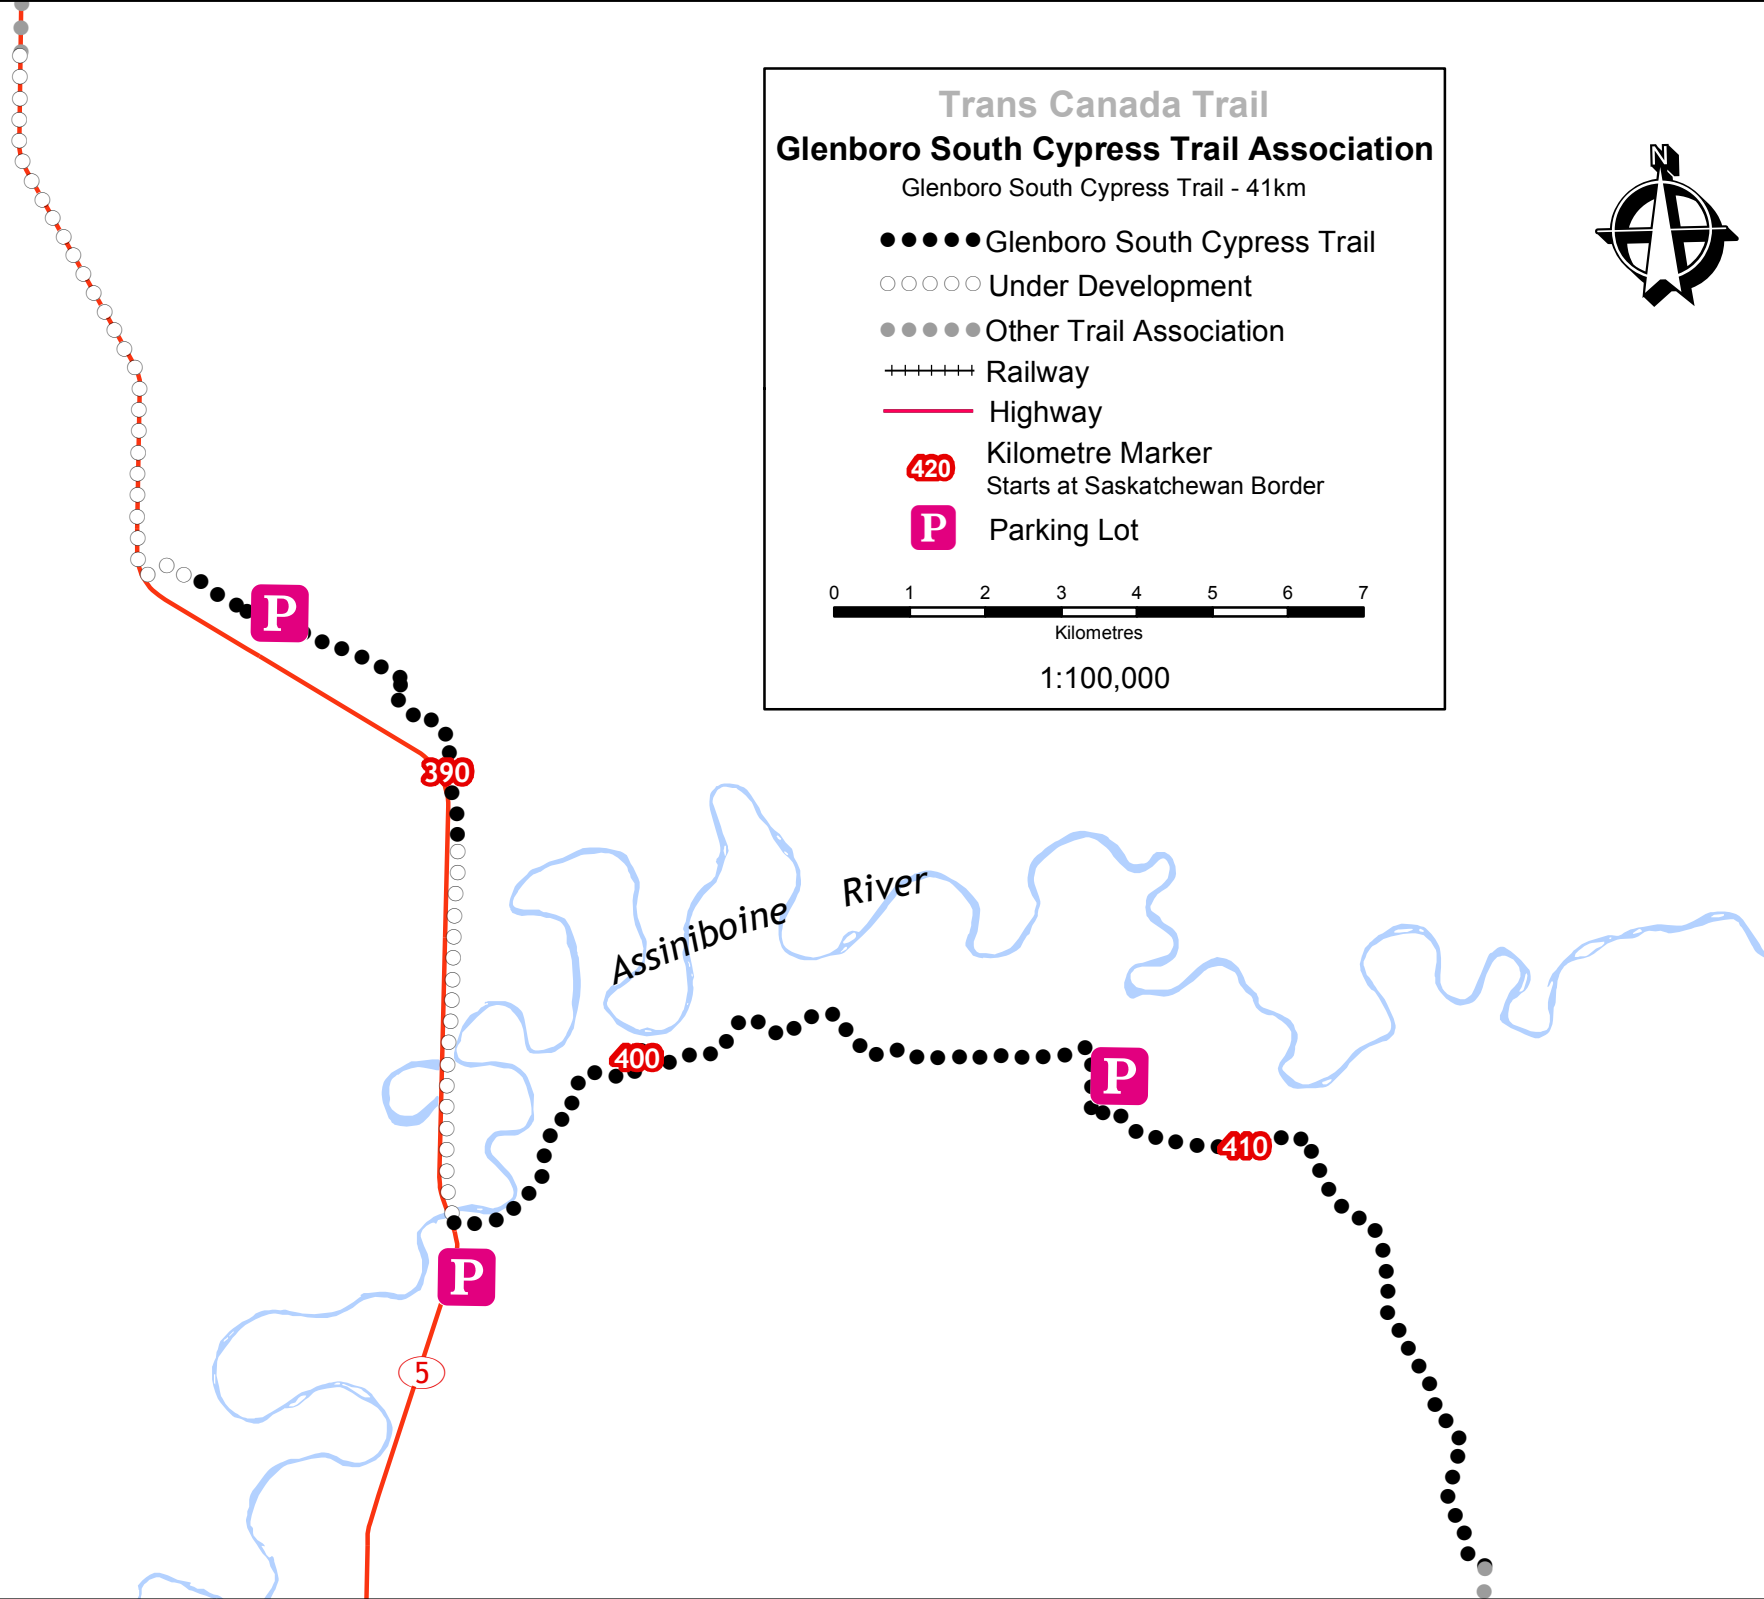 Trans Canada Trail
Glenboro South Cypress Trail Association
Glenboro South Cypress Trail - 41km
N
Glenboro South Cypress Trail
Under Development
Other Trail Association
Railway
Highway
420 Kilometre Marker
Starts at Saskatchewan Border
P Parking Lot
0 1 2 3 4 5 6 7
Kilometres
1:100,000
P
390
Assiniboine River
400
P
410
P
5